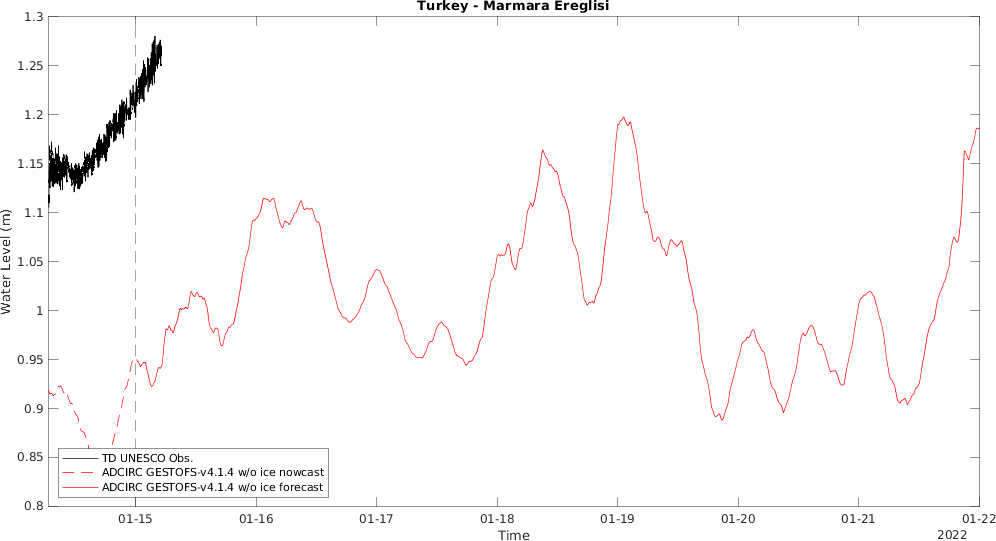 Turkey - Marmara Ereglisi
1.3
1.25
1.2
1.15
1.1
1.05
1
0.95
0.9
0.85
0.8
Water Level (m)
TD UNESCO Obs.
ADCIRC GESTOFS-v4.1.4 w/o ice nowcast
ADCIRC GESTOFS-v4.1.4 w/o ice forecast
01-15 01-16 01-17 01-18 01-19 01-20 01-21 01-22
Time
2022